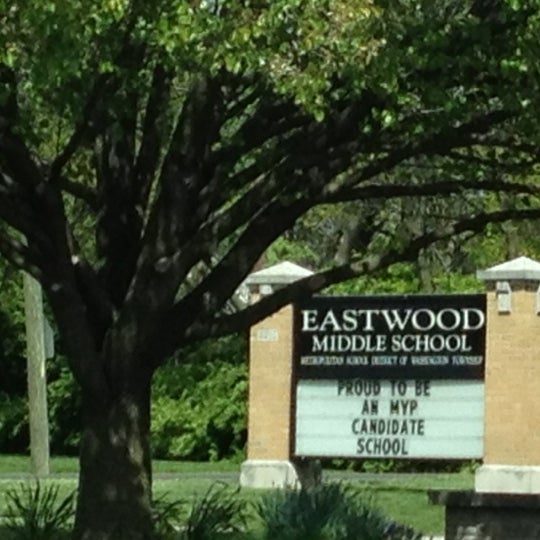 EASTWOOD
MIDDLE SCHOOL
METROPOLITAN SCHOOL DISTRICT OF WASHINGTON TOWNSHIP
PROUD TO BE
AN MYP
CANDIDATE
SCHOOL